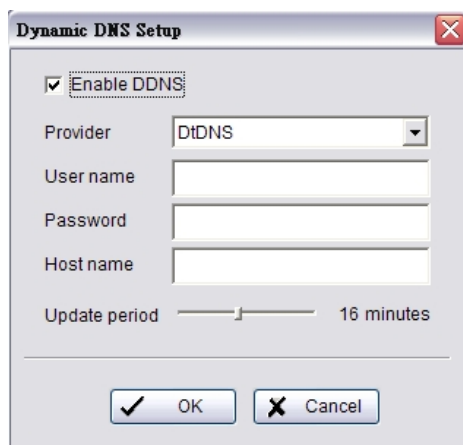 Dynamic DNS Setup
Enable DDNS
Provider DtDNS
User name
Password
Host name
Update period 16 minutes
OK Cancel